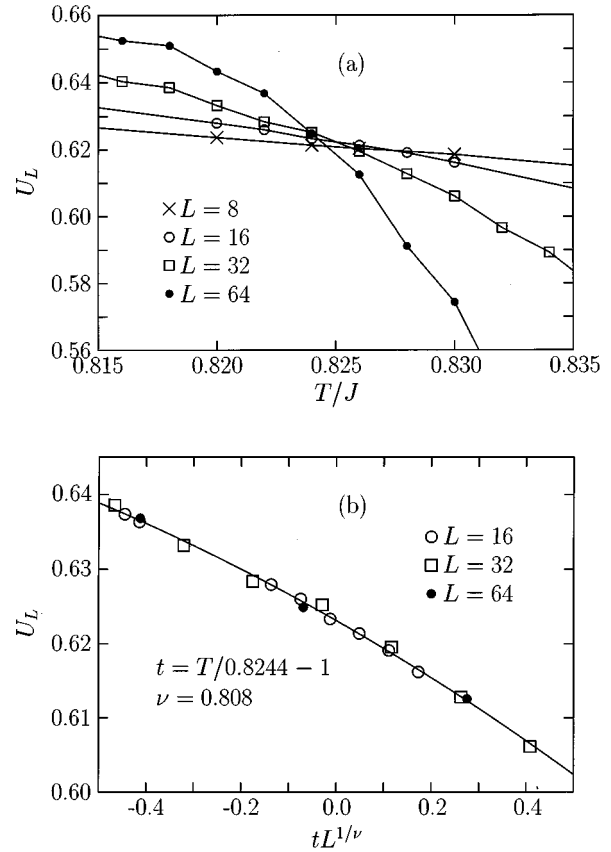 0.66
(a)
0.64
0.62
U_L
× L = 8
0.60
○ L = 16
□ L = 32
0.58
● L = 64
0.56
0.815 0.820 0.825 0.830 0.835
T/J
0.64
(b)
○ L = 16
□ L = 32
0.63
● L = 64
U_L
0.62
t = T/0.8244 − 1
ν = 0.808
0.61
0.60
-0.4 -0.2 0.0 0.2 0.4
tL^{1/ν}